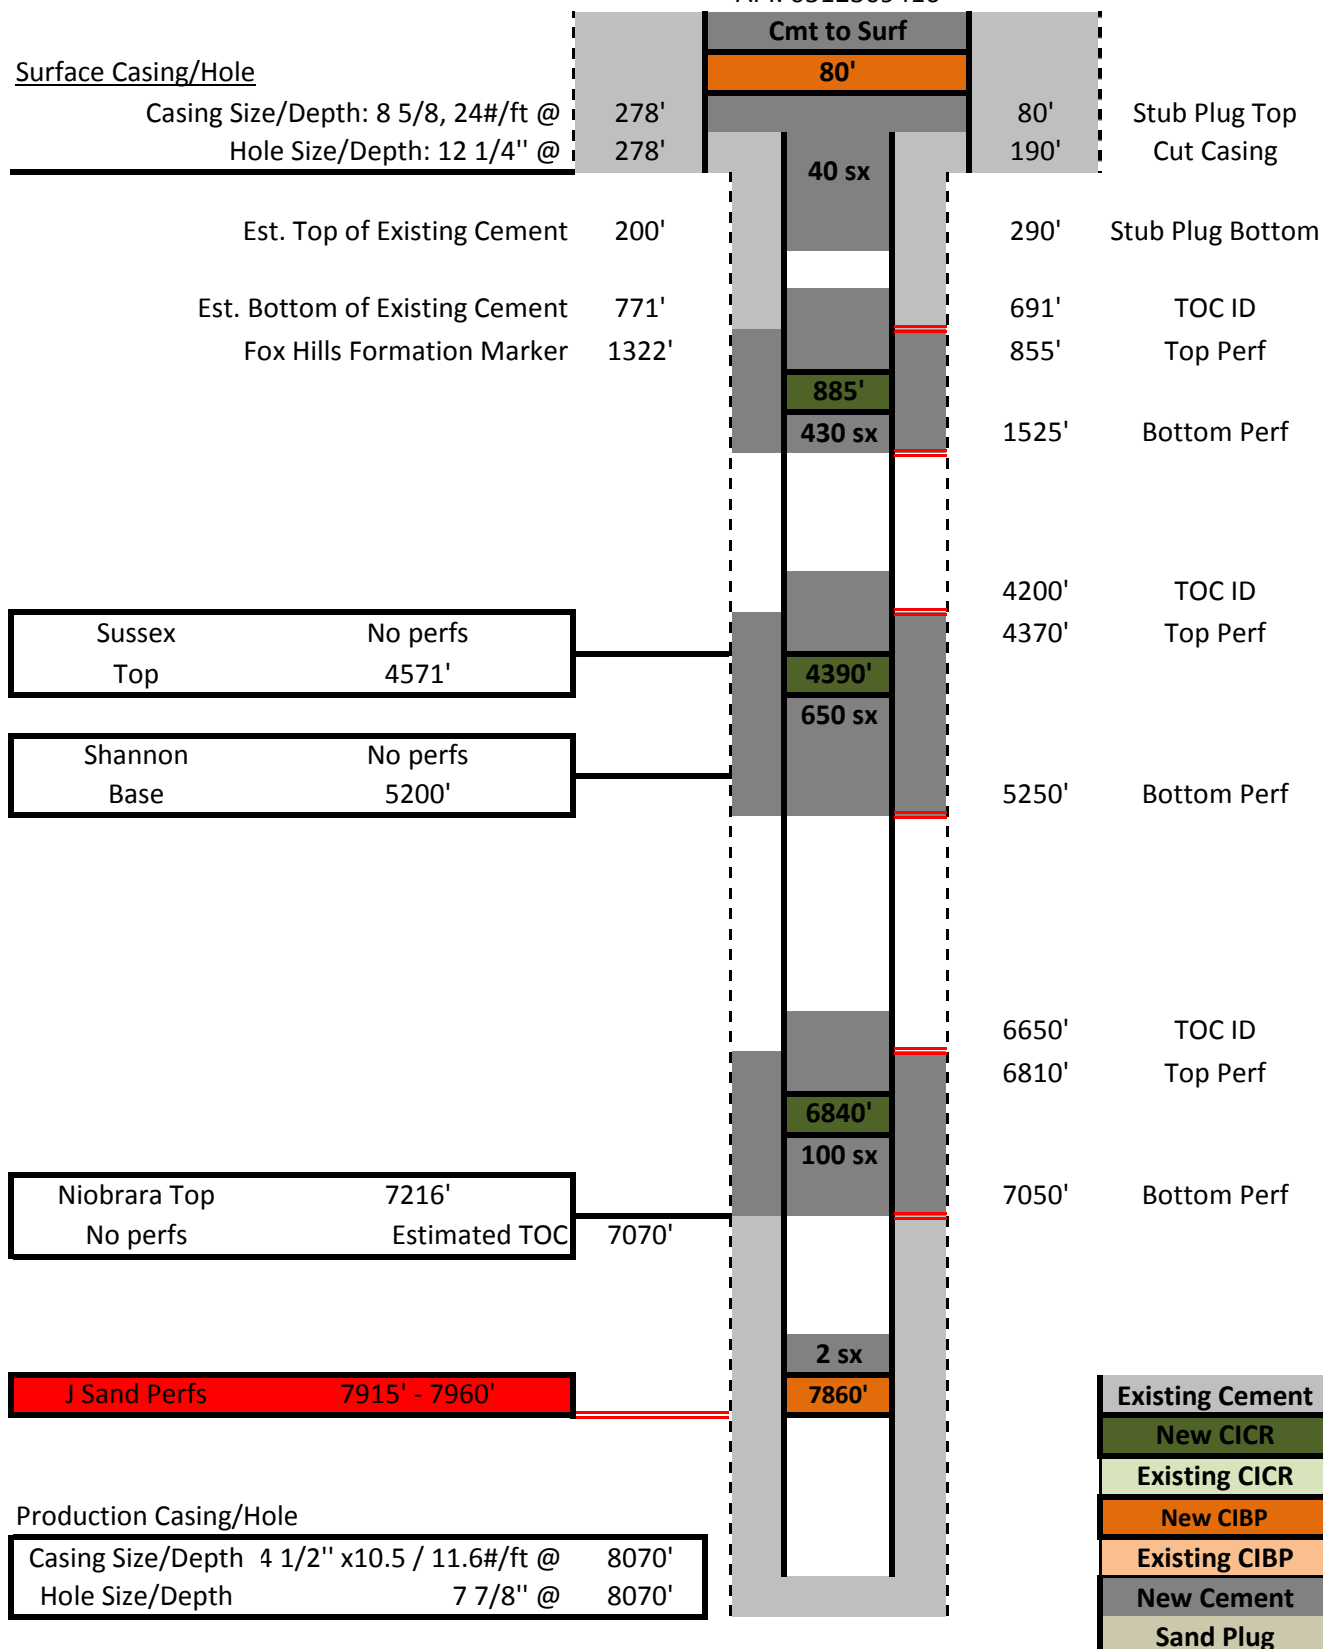 Cmt to Surf
Surface Casing/Hole 80'
Casing Size/Depth: 8 5/8, 24#/ft @ 278' 80' Stub Plug Top
Hole Size/Depth: 12 1/4" @ 278' 190' Cut Casing
40 sx
Est. Top of Existing Cement 200' 290' Stub Plug Bottom
Est. Bottom of Existing Cement 771' 691' TOC ID
Fox Hills Formation Marker 1322' 855' Top Perf
885'
430 sx 1525' Bottom Perf
4200' TOC ID
Sussex No perfs 4370' Top Perf
Top 4571' 4390'
650 sx
Shannon No perfs
Base 5200' 5250' Bottom Perf
6650' TOC ID
6810' Top Perf
6840'
100 sx
Niobrara Top 7216' 7050' Bottom Perf
No perfs Estimated TOC 7070'
2 sx
J Sand Perfs 7915' - 7960' 7860'
Existing Cement
New CICR
Existing CICR
Production Casing/Hole
New CIBP
Casing Size/Depth 4 1/2" x10.5 / 11.6#/ft @ 8070' Existing CIBP
Hole Size/Depth 7 7/8" @ 8070' New Cement
Sand Plug